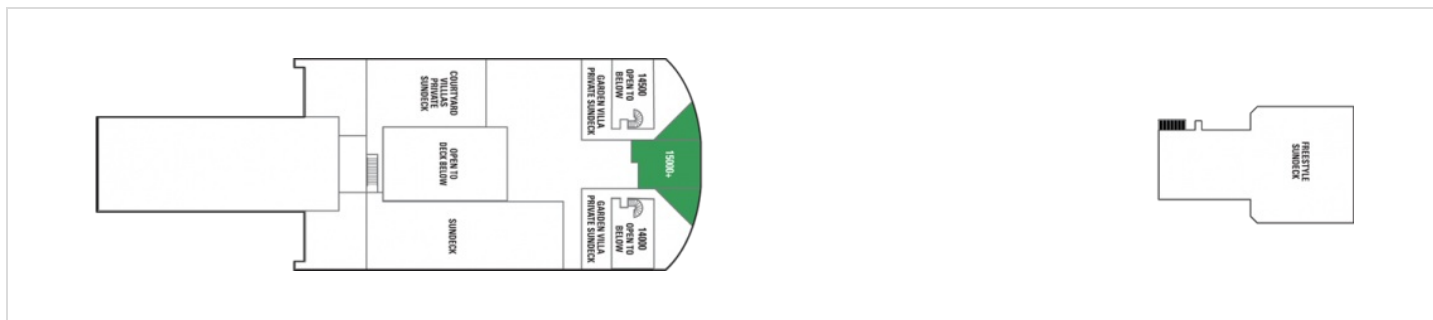 COURTYARD
VILLLAS
PRIVATE
SUNDECK
OPEN TO
DECK BELOW
SUNDECK
GARDEN VILLA
PRIVATE SUNDECK
14500
OPEN TO
BELOW
15000+
GARDEN VILLA
PRIVATE SUNDECK
14000
OPEN TO
BELOW
FREESTYLE
SUNDECK